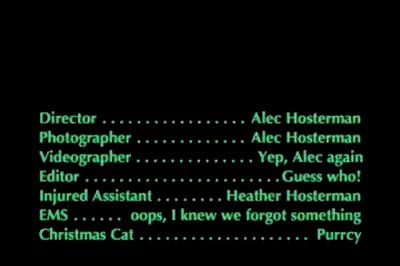 Director . . . . . . . . . . . . . . . . . Alec Hosterman
Photographer . . . . . . . . . . . . . Alec Hosterman
Videographer . . . . . . . . . . . . . . Yep, Alec again
Editor . . . . . . . . . . . . . . . . . . . . . . . Guess who!
Injured Assistant . . . . . . . . Heather Hosterman
EMS . . . . . . oops, I knew we forgot something
Christmas Cat . . . . . . . . . . . . . . . . . . . . Purrcy